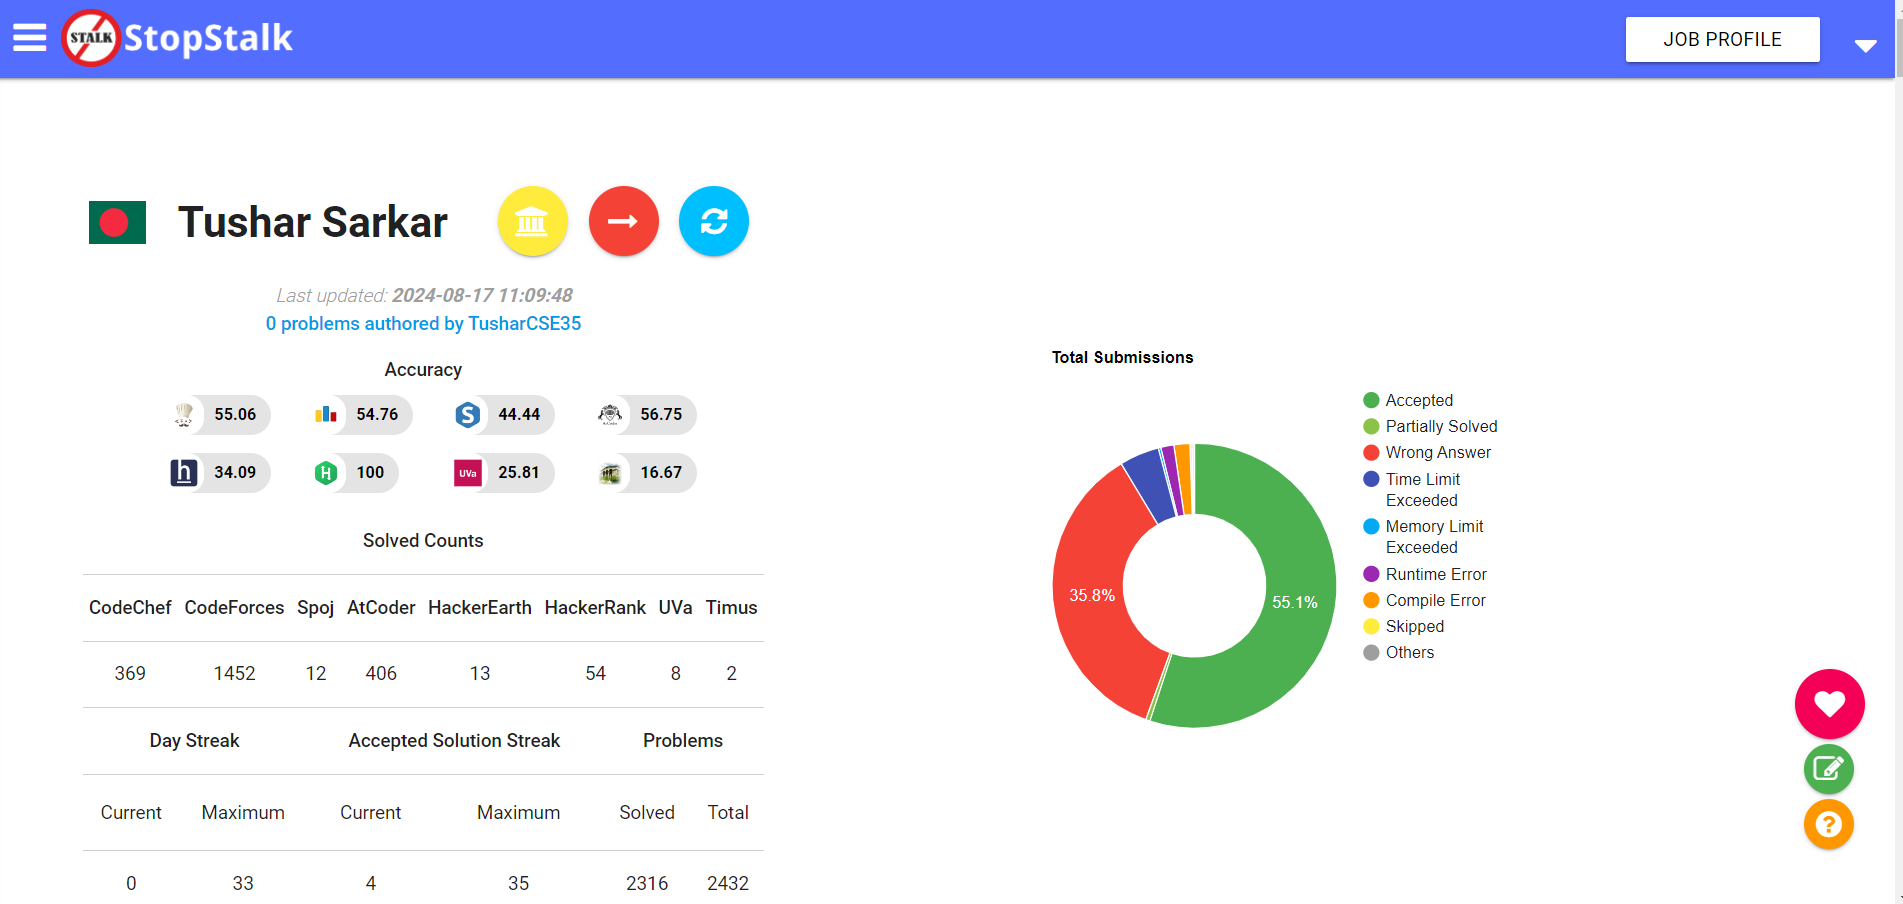 STALK StopStalk
JOB PROFILE
Tushar Sarkar
Last updated: 2024-08-17 11:09:48
0 problems authored by TusharCSE35
Accuracy
55.06 54.76 S 44.44 56.75
h 34.09 H 100 UVa 25.81 16.67
Solved Counts
CodeChef CodeForces Spoj AtCoder HackerEarth HackerRank UVa Timus
369 1452 12 406 13 54 8 2
Day Streak Accepted Solution Streak Problems
Current Maximum Current Maximum Solved Total
0 33 4 35 2316 2432
Total Submissions
35.8%
55.1%
Accepted
Partially Solved
Wrong Answer
Time Limit
Exceeded
Memory Limit
Exceeded
Runtime Error
Compile Error
Skipped
Others
?